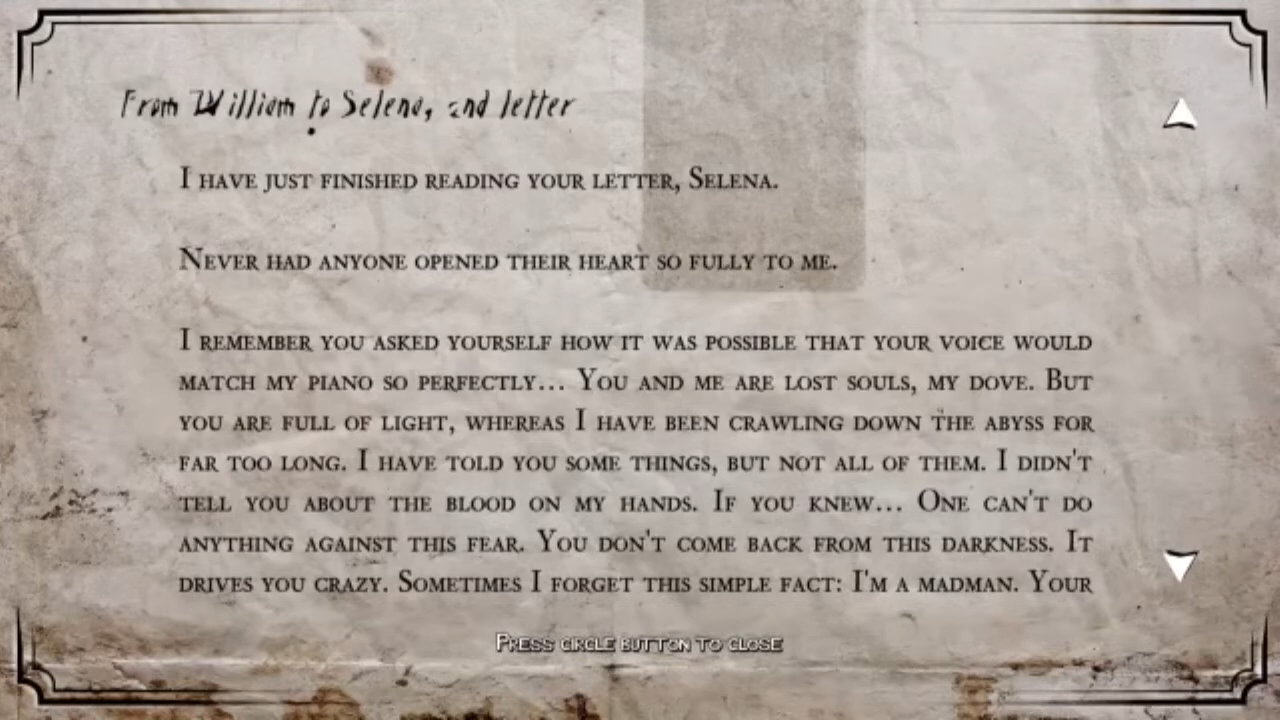 From William to Selena, 2nd letter
I have just finished reading your letter, Selena.
Never had anyone opened their heart so fully to me.
I remember you asked yourself how it was possible that your voice would
match my piano so perfectly... You and me are lost souls, my dove. But
you are full of light, whereas I have been crawling down the abyss for
far too long. I have told you some things, but not all of them. I didn't
tell you about the blood on my hands. If you knew... One can't do
anything against this fear. You don't come back from this darkness. It
drives you crazy. Sometimes I forget this simple fact: I'm a madman. Your
Press circle button to close